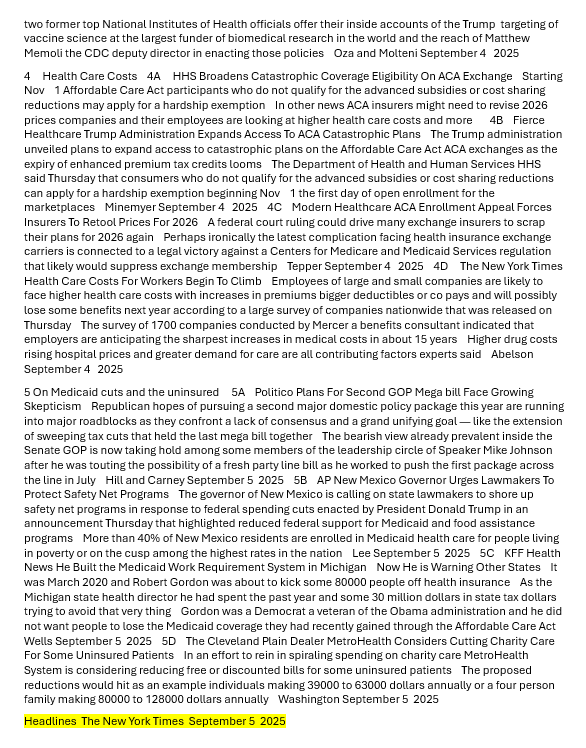 two former top National Institutes of Health officials offer their inside accounts of the Trump targeting of
vaccine science at the largest funder of biomedical research in the world and the reach of Matthew
Memoli the CDC deputy director in enacting those policies Oza and Molteni September 4 2025
4 Health Care Costs 4A HHS Broadens Catastrophic Coverage Eligibility On ACA Exchange Starting
Nov 1 Affordable Care Act participants who do not qualify for the advanced subsidies or cost sharing
reductions may apply for a hardship exemption In other news ACA insurers might need to revise 2026
prices companies and their employees are looking at higher health care costs and more 4B Fierce
Healthcare Trump Administration Expands Access To ACA Catastrophic Plans The Trump administration
unveiled plans to expand access to catastrophic plans on the Affordable Care Act ACA exchanges as the
expiry of enhanced premium tax credits looms The Department of Health and Human Services HHS
said Thursday that consumers who do not qualify for the advanced subsidies or cost sharing reductions
can apply for a hardship exemption beginning Nov 1 the first day of open enrollment for the
marketplaces Minemyer September 4 2025 4C Modern Healthcare ACA Enrollment Appeal Forces
Insurers To Retool Prices For 2026 A federal court ruling could drive many exchange insurers to scrap
their plans for 2026 again Perhaps ironically the latest complication facing health insurance exchange
carriers is connected to a legal victory against a Centers for Medicare and Medicaid Services regulation
that likely would suppress exchange membership Tepper September 4 2025 4D The New York Times
Health Care Costs For Workers Begin To Climb Employees of large and small companies are likely to
face higher health care costs with increases in premiums bigger deductibles or co pays and will possibly
lose some benefits next year according to a large survey of companies nationwide that was released on
Thursday The survey of 1700 companies conducted by Mercer a benefits consultant indicated that
employers are anticipating the sharpest increases in medical costs in about 15 years Higher drug costs
rising hospital prices and greater demand for care are all contributing factors experts said Abelson
September 4 2025
5 On Medicaid cuts and the uninsured 5A Politico Plans For Second GOP Mega bill Face Growing
Skepticism Republican hopes of pursuing a second major domestic policy package this year are running
into major roadblocks as they confront a lack of consensus and a grand unifying goal — like the extension
of sweeping tax cuts that held the last mega bill together The bearish view already prevalent inside the
Senate GOP is now taking hold among some members of the leadership circle of Speaker Mike Johnson
after he was touting the possibility of a fresh party line bill as he worked to push the first package across
the line in July Hill and Carney September 5 2025 5B AP New Mexico Governor Urges Lawmakers To
Protect Safety Net Programs The governor of New Mexico is calling on state lawmakers to shore up
safety net programs in response to federal spending cuts enacted by President Donald Trump in an
announcement Thursday that highlighted reduced federal support for Medicaid and food assistance
programs More than 40% of New Mexico residents are enrolled in Medicaid health care for people living
in poverty or on the cusp among the highest rates in the nation Lee September 5 2025 5C KFF Health
News He Built the Medicaid Work Requirement System in Michigan Now He is Warning Other States It
was March 2020 and Robert Gordon was about to kick some 80000 people off health insurance As the
Michigan state health director he had spent the past year and some 30 million dollars in state tax dollars
trying to avoid that very thing Gordon was a Democrat a veteran of the Obama administration and he did
not want people to lose the Medicaid coverage they had recently gained through the Affordable Care Act
Wells September 5 2025 5D The Cleveland Plain Dealer MetroHealth Considers Cutting Charity Care
For Some Uninsured Patients In an effort to rein in spiraling spending on charity care MetroHealth
System is considering reducing free or discounted bills for some uninsured patients The proposed
reductions would hit as an example individuals making 39000 to 63000 dollars annually or a four person
family making 80000 to 128000 dollars annually Washington September 5 2025
Headlines The New York Times September 5 2025